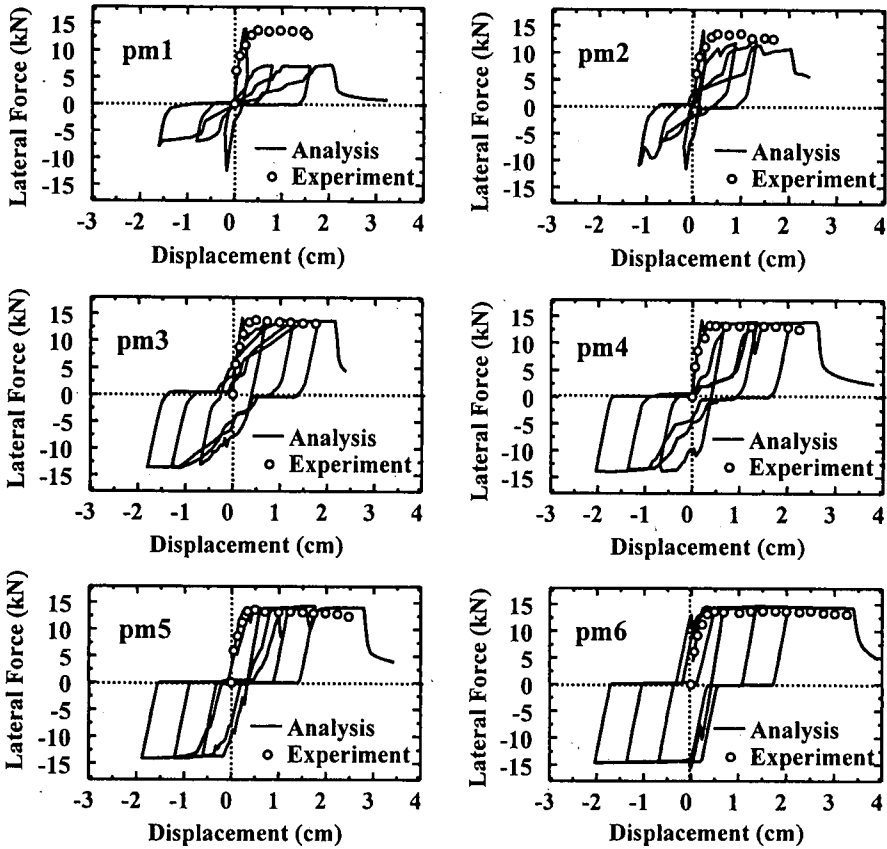 Lateral Force (kN)
15
10
5
0
-5
-10
-15
pm1
Analysis
Experiment
-3 -2 -1 0 1 2 3 4
Displacement (cm)
Lateral Force (kN)
15
10
5
0
-5
-10
-15
pm2
Analysis
Experiment
-3 -2 -1 0 1 2 3 4
Displacement (cm)
Lateral Force (kN)
15
10
5
0
-5
-10
-15
pm3
Analysis
Experiment
-3 -2 -1 0 1 2 3 4
Displacement (cm)
Lateral Force (kN)
15
10
5
0
-5
-10
-15
pm4
Analysis
Experiment
-3 -2 -1 0 1 2 3 4
Displacement (cm)
Lateral Force (kN)
15
10
5
0
-5
-10
-15
pm5
Analysis
Experiment
-3 -2 -1 0 1 2 3 4
Displacement (cm)
Lateral Force (kN)
15
10
5
0
-5
-10
-15
pm6
Analysis
Experiment
-3 -2 -1 0 1 2 3 4
Displacement (cm)